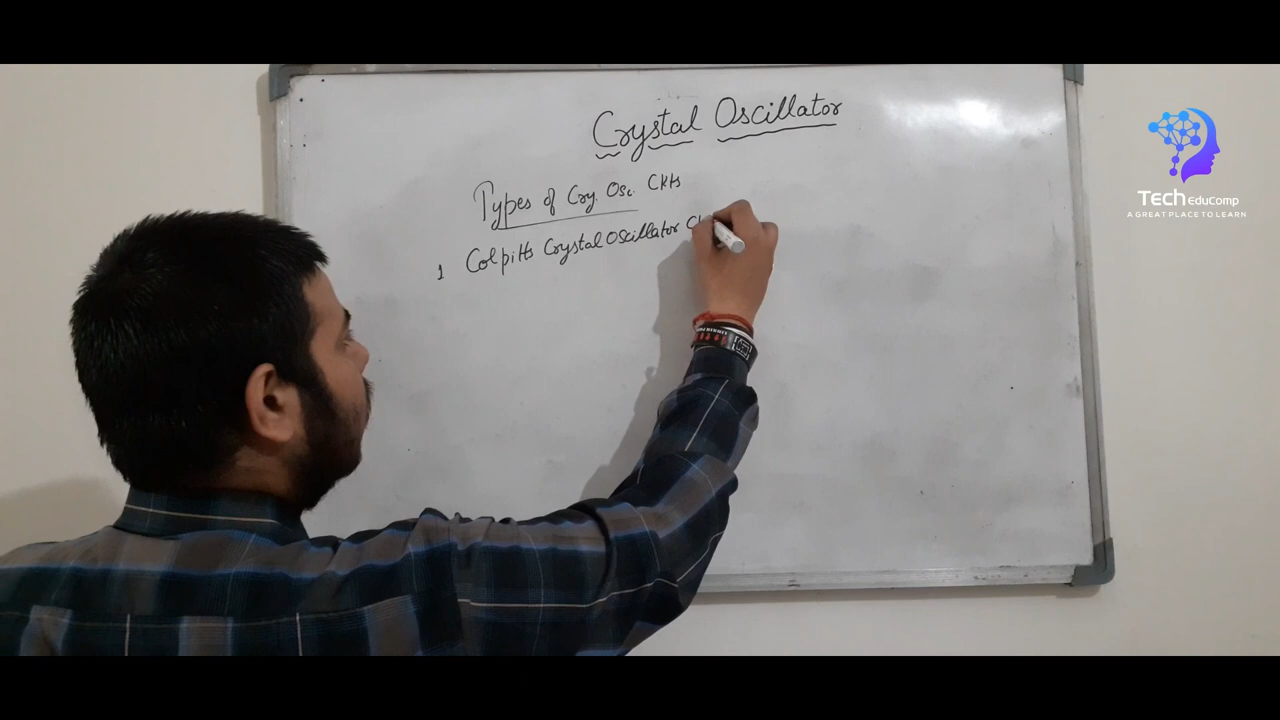 Crystal Oscillator
Types of Cry. Osc. Ckts
1 Colpitts Crystal Oscillator
Tech EduComp
A GREAT PLACE TO LEARN